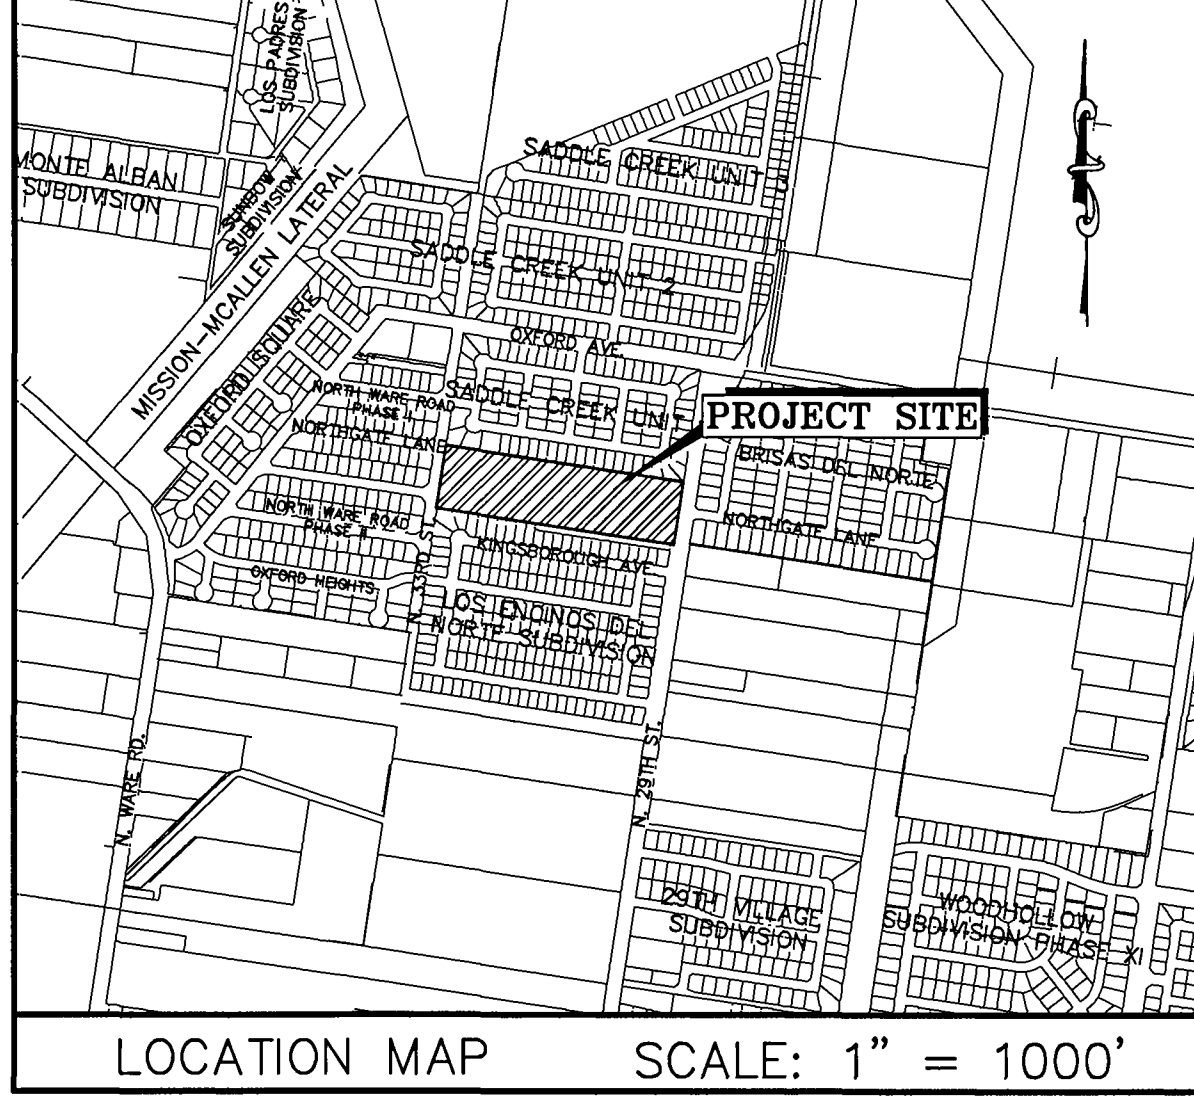 LOS PADRES
SUBDIVISION
MONTE ALBAN
SUBDIVISION
SUNBOW
SUBDIVISION
MISSION-MCALLEN LATERAL
SADDLE CREEK UNIT 3
SADDLE CREEK UNIT 2
OXFORD SQUARE
OXFORD AVE.
NORTH WARE ROAD
PHASE I
SADDLE CREEK UNIT
PROJECT SITE
NORTHGATE LANE
BRISAS DEL NORTE
NORTH WARE ROAD
PHASE II
NORTHGATE LANE
KINGSBOROUGH AVE.
OXFORD HEIGHTS
N. 33RD ST.
LOS ENCINOS DEL
NORTE SUBDIVISION
N. WARE RD.
N. 29TH ST.
29TH VILLAGE
SUBDIVISION
WOODHOLLOW
SUBDIVISION PHASE XI
LOCATION MAP
SCALE: 1" = 1000'